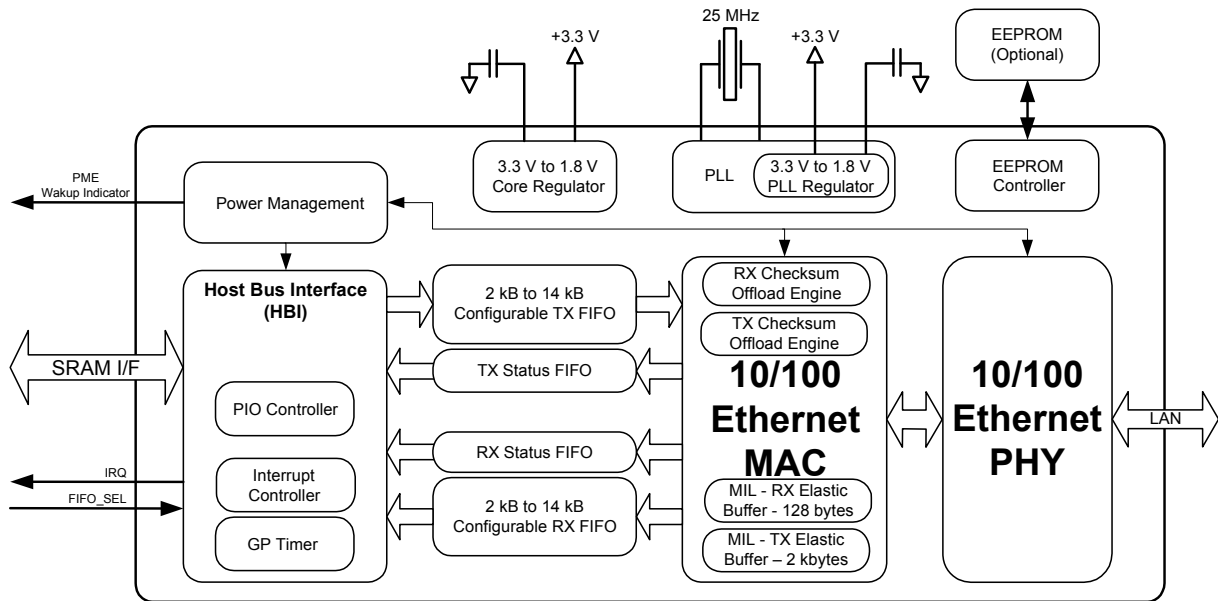 25 MHz
+3.3 V
+3.3 V
EEPROM
(Optional)
3.3 V to 1.8 V
Core Regulator
PLL
3.3 V to 1.8 V
PLL Regulator
EEPROM
Controller
PME
Wakup Indicator
Power Management
Host Bus Interface
(HBI)
2 kB to 14 kB
Configurable TX FIFO
RX Checksum
Offload Engine
TX Checksum
Offload Engine
SRAM I/F
TX Status FIFO
10/100
Ethernet
MAC
10/100
Ethernet
PHY
LAN
PIO Controller
RX Status FIFO
IRQ
FIFO_SEL
Interrupt
Controller
GP Timer
2 kB to 14 kB
Configurable RX FIFO
MIL - RX Elastic
Buffer - 128 bytes
MIL - TX Elastic
Buffer – 2 kbytes